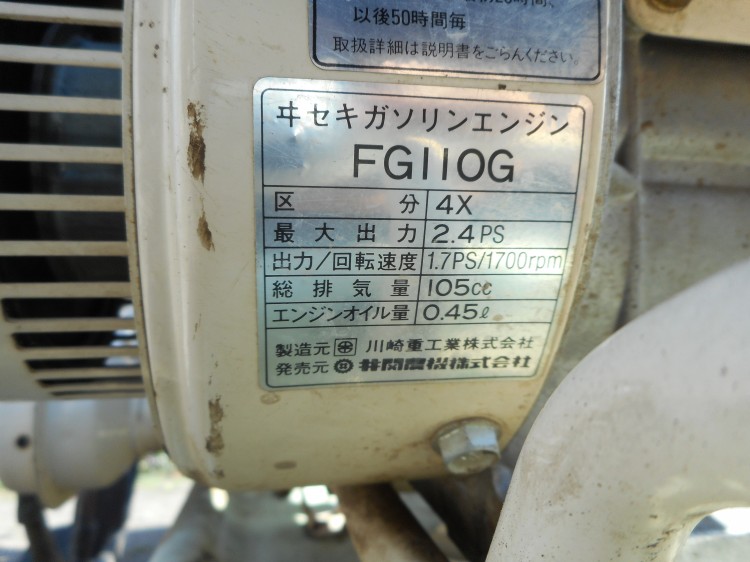 以後50時間毎
取扱詳細は説明書をごらんください。
ヰセキガソリンエンジン
FG110G
区分 4X
最大出力 2.4PS
出力/回転速度 1.7PS/1700rpm
総排気量 105cc
エンジンオイル量 0.45ℓ
製造元 川崎重工業株式会社
発売元 井関農機株式会社